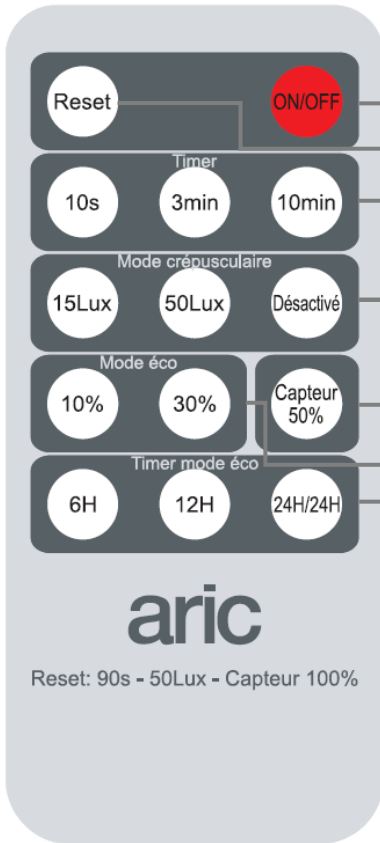 Reset ON/OFF
Timer
10s 3min 10min
Mode crépusculaire
15Lux 50Lux Désactivé
Mode éco
10% 30% Capteur
50%
Timer mode éco
6H 12H 24H/24H
aric
Reset: 90s - 50Lux - Capteur 100%